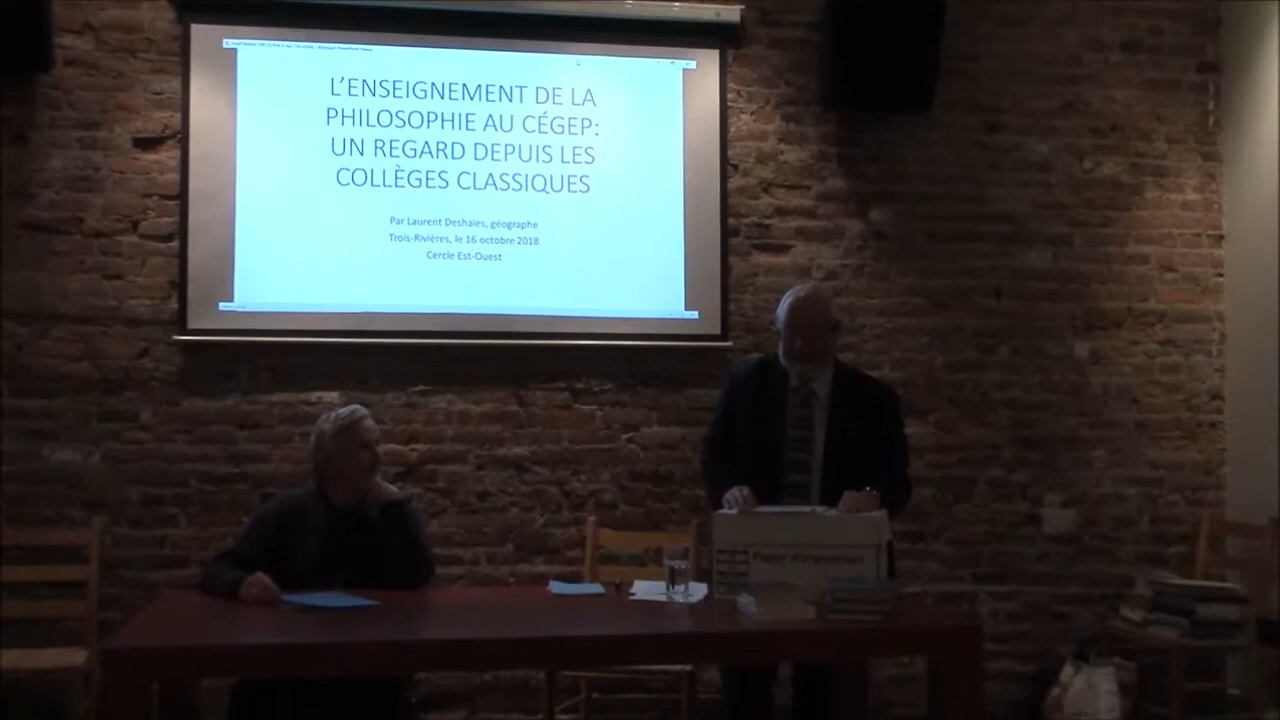 L'ENSEIGNEMENT DE LA
PHILOSOPHIE AU CÉGEP:
UN REGARD DEPUIS LES
COLLÈGES CLASSIQUES
Par Laurent Deshaies, géographe
Trois-Rivières, le 16 octobre 2018
Cercle Est-Ouest